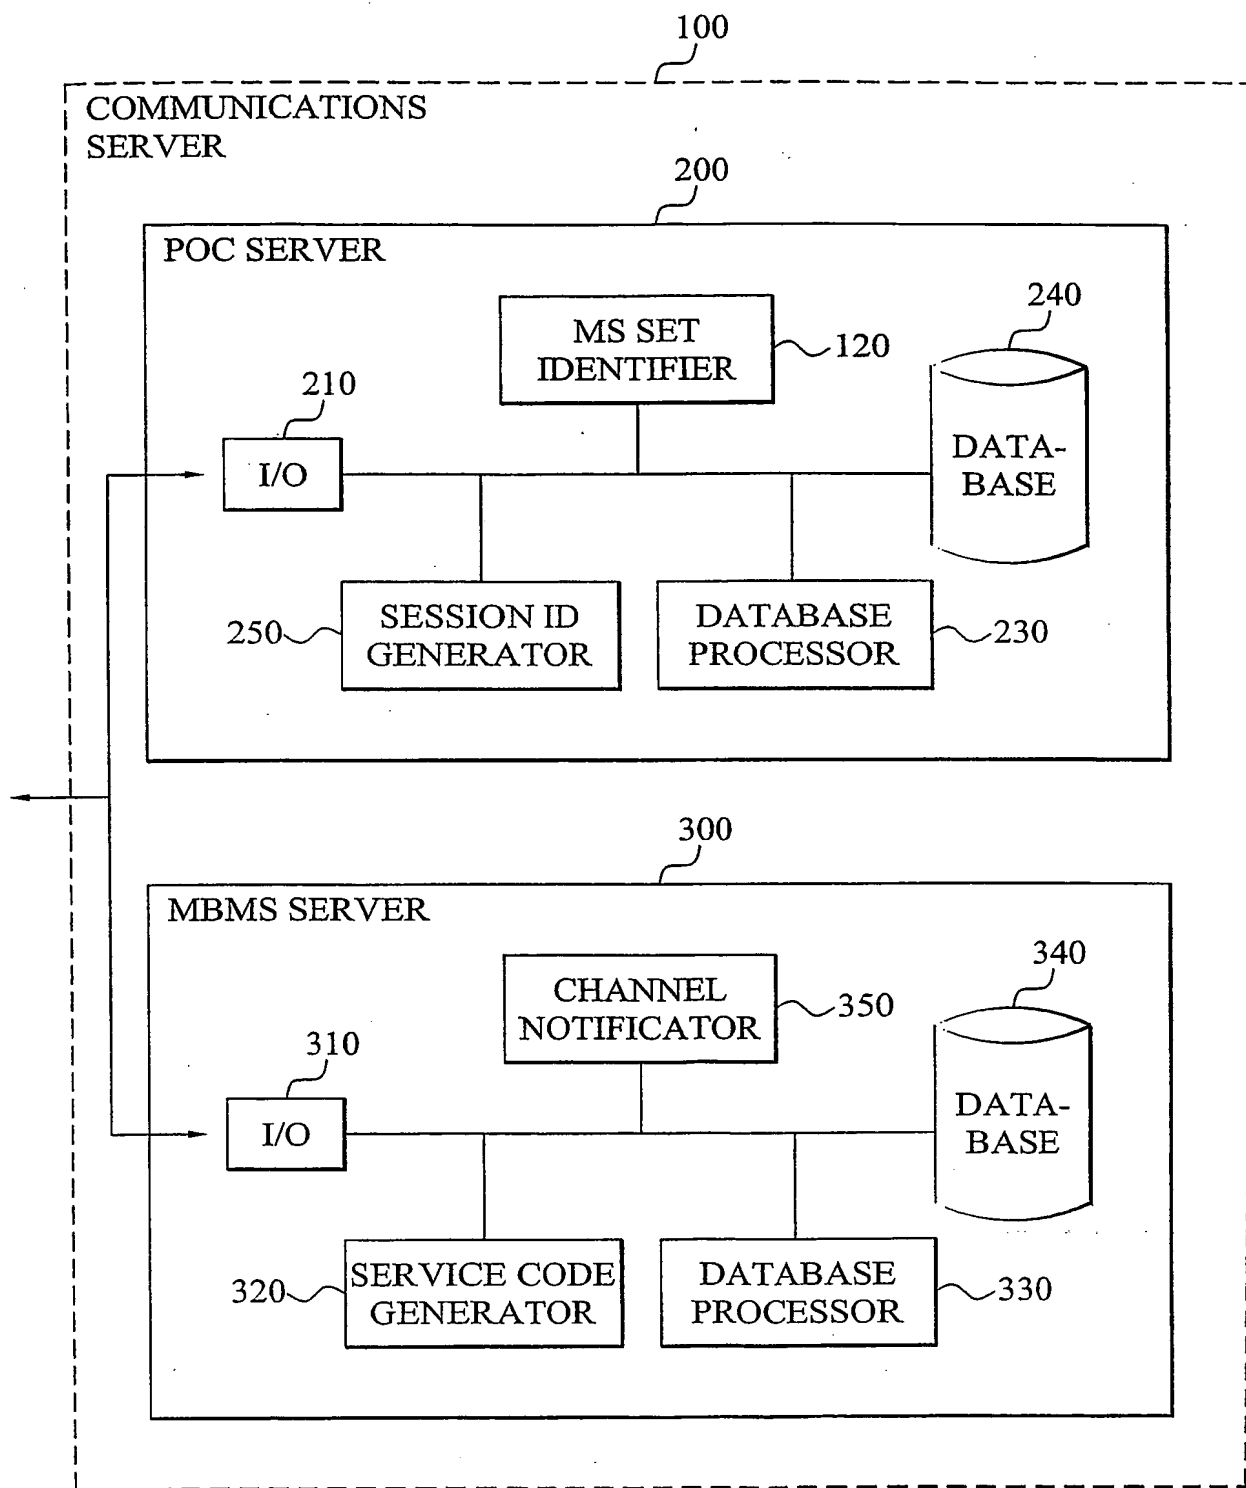 100
COMMUNICATIONS
SERVER
200
POC SERVER
MS SET
IDENTIFIER
120
240
210
I/O
DATA-
BASE
250
SESSION ID
GENERATOR
DATABASE
PROCESSOR
230
300
MBMS SERVER
CHANNEL
NOTIFICATOR
350
340
310
I/O
DATA-
BASE
320
SERVICE CODE
GENERATOR
DATABASE
PROCESSOR
330